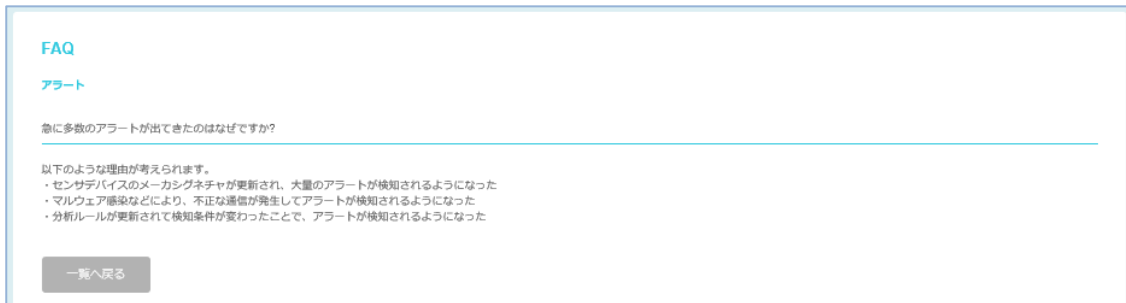 FAQ
アラート
急に多数のアラートが出てきたのはなぜですか?
以下のような理由が考えられます。
・センサデバイスのメーカシグネチャが更新され、大量のアラートが検知されるようになった
・マルウェア感染などにより、不正な通信が発生してアラートが検知されるようになった
・分析ルールが更新されて検知条件が変わったことで、アラートが検知されるようになった
一覧へ戻る